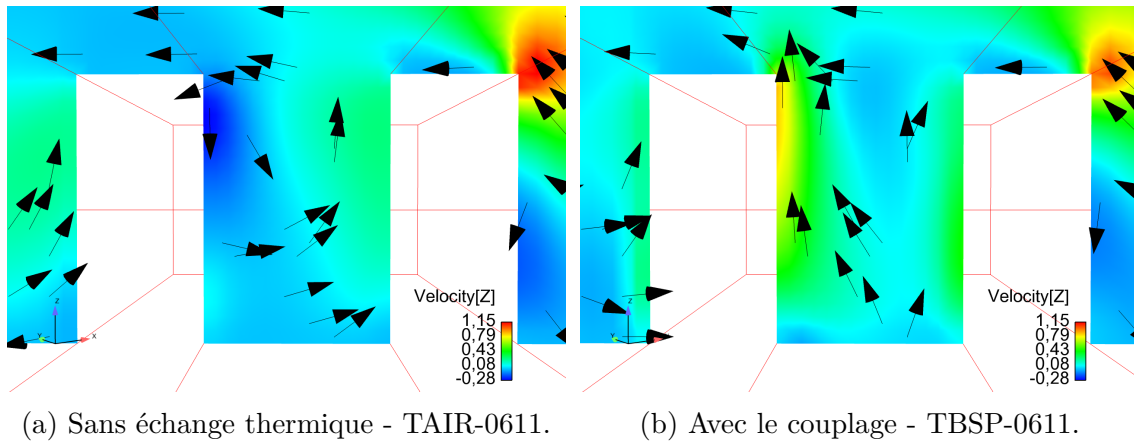 Velocity[Z]
1,15
0,79
0,43
0,08
-0,28
z
Y
x
Velocity[Z]
1,15
0,79
0,43
0,08
-0,28
z
Y
(a) Sans échange thermique - TAIR-0611.
(b) Avec le couplage - TBSP-0611.